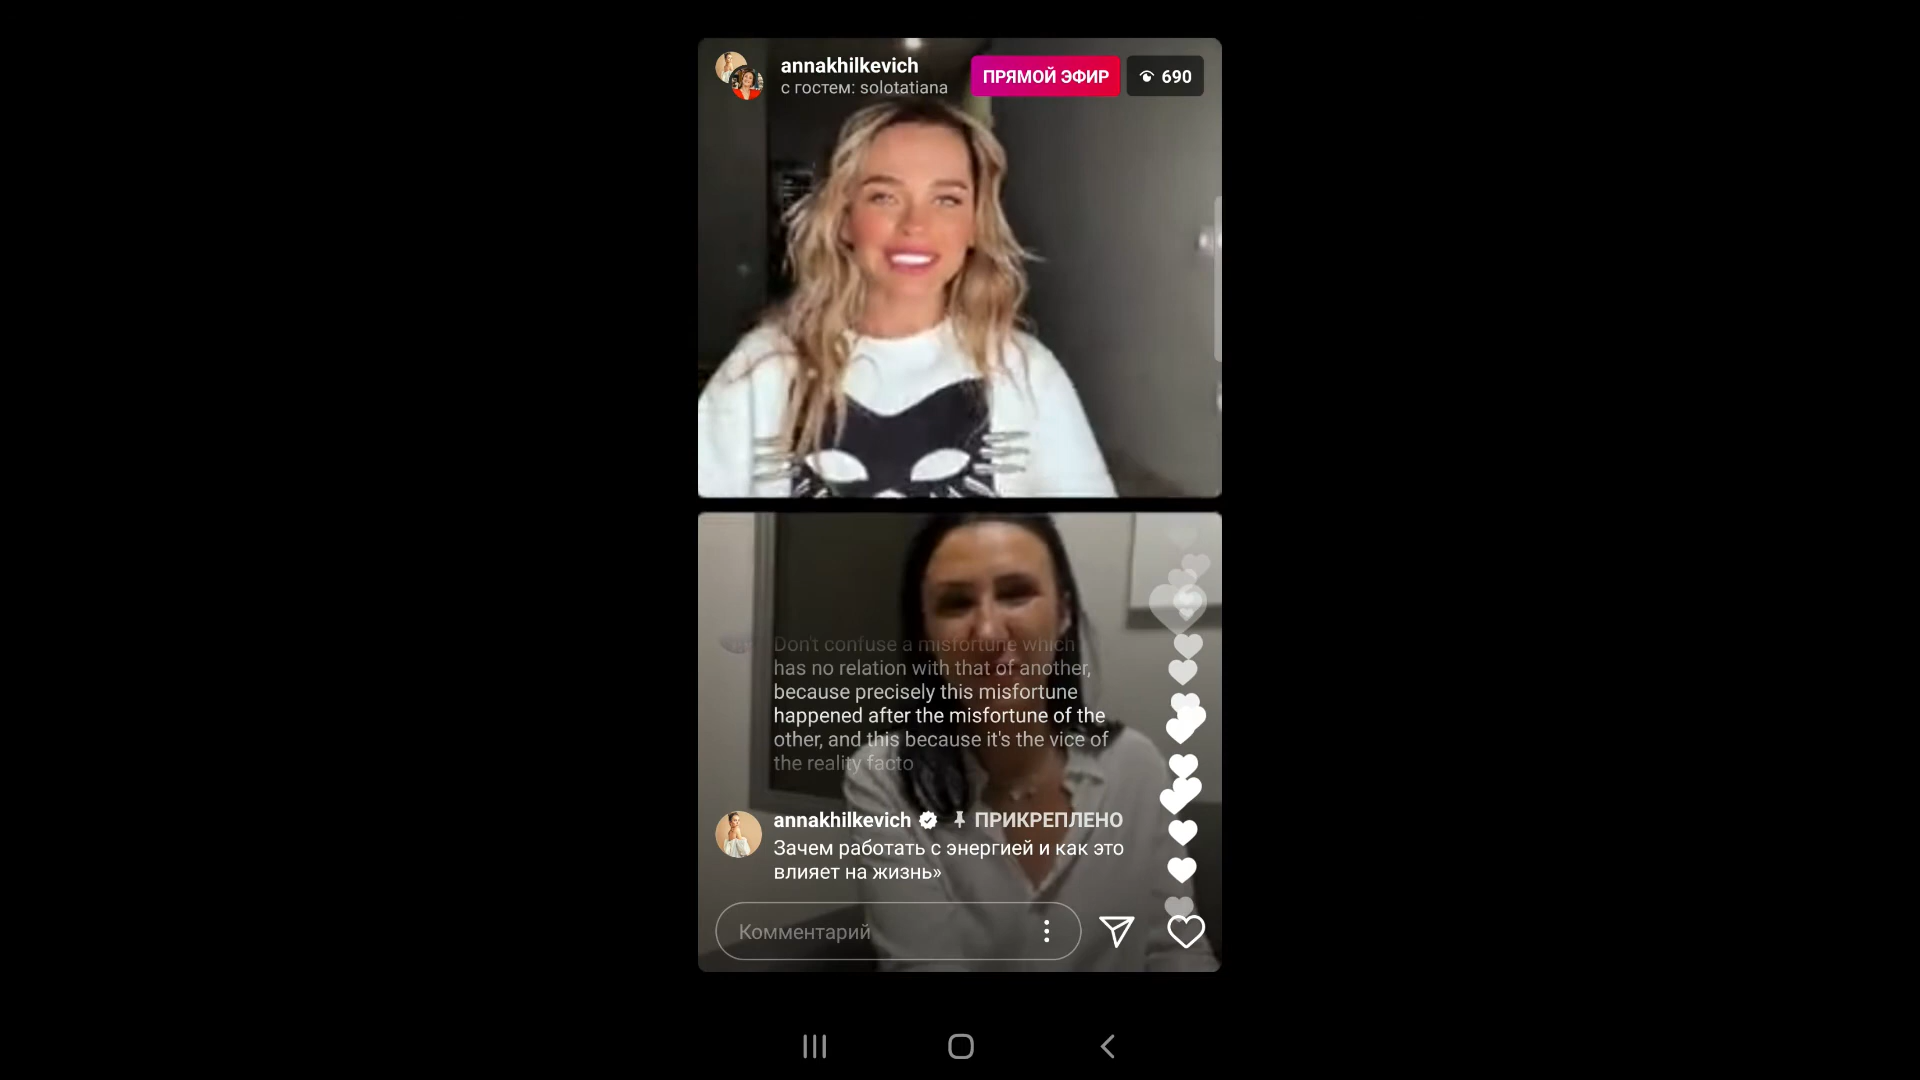 annakhilkevich
с гостем: solotatiana
ПРЯМОЙ ЭФИР
690
Don't confuse a misfortune which
has no relation with that of another,
because precisely this misfortune
happened after the misfortune of the
other, and this because it's the vice of
the reality facto
annakhilkevich ПРИКРЕПЛЕНО
Зачем работать с энергией и как это
влияет на жизнь»
Комментарий